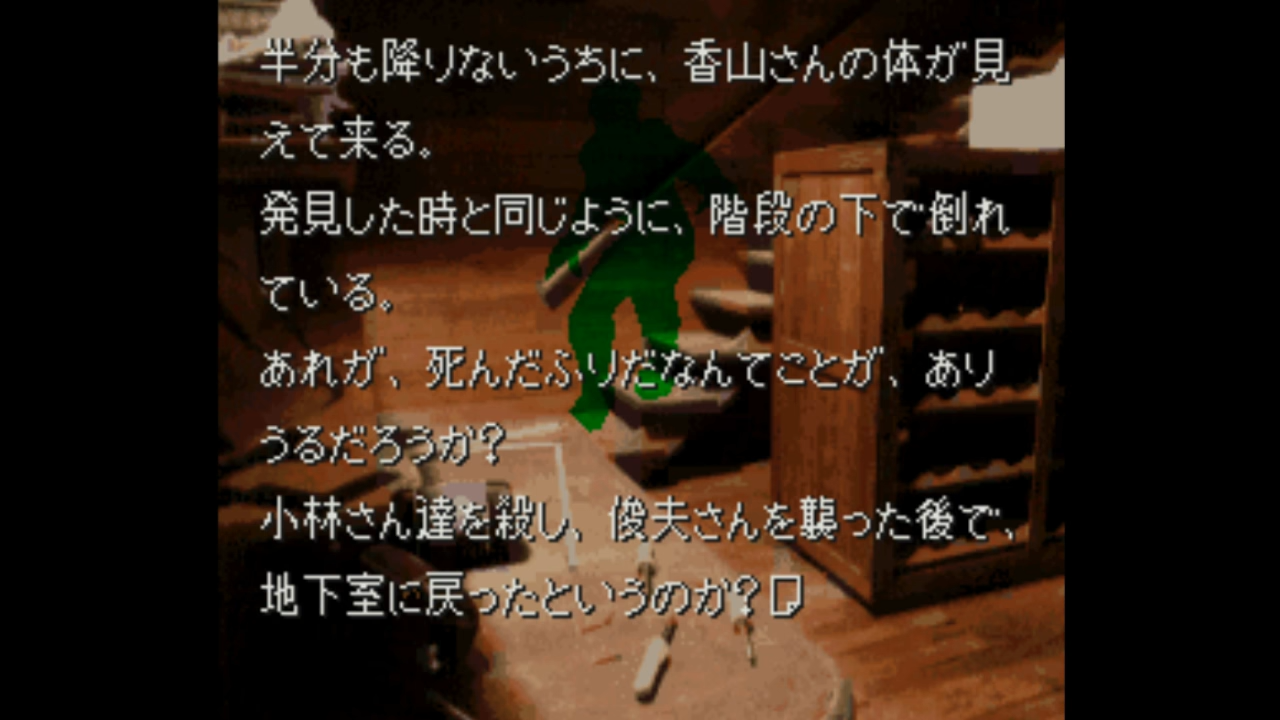 半分も降りないうちに、香山さんの体が見
えて来る。
発見した時と同じように、階段の下で倒れ
ている。
あれが、死んだふりだなんてことが、あり
うるだろうか?
小林さん達を殺し、俊夫さんを襲った後で、
地下室に戻ったというのか?